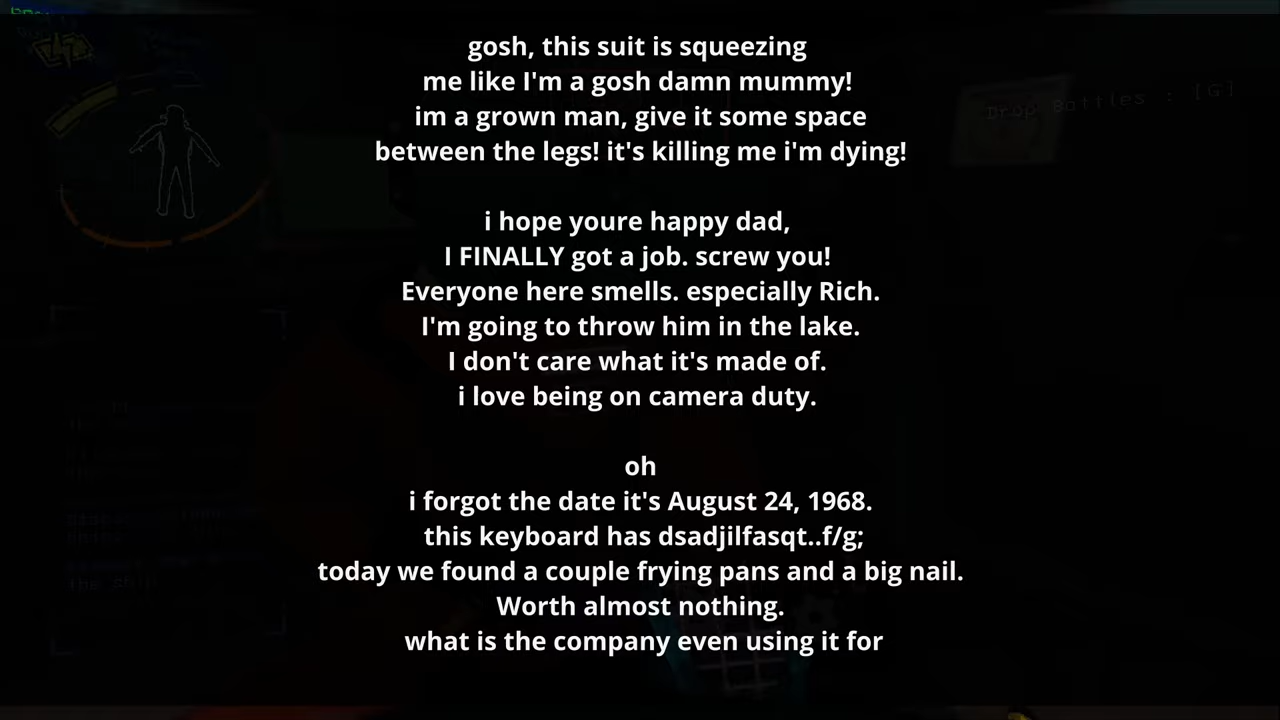 gosh, this suit is squeezing
me like I'm a gosh damn mummy!
im a grown man, give it some space
between the legs! it's killing me i'm dying!
i hope youre happy dad,
I FINALLY got a job. screw you!
Everyone here smells. especially Rich.
I'm going to throw him in the lake.
I don't care what it's made of.
i love being on camera duty.
oh
i forgot the date it's August 24, 1968.
this keyboard has dsadjilfasqt..f/g;
today we found a couple frying pans and a big nail.
Worth almost nothing.
what is the company even using it for
Drop Bottles : [G]